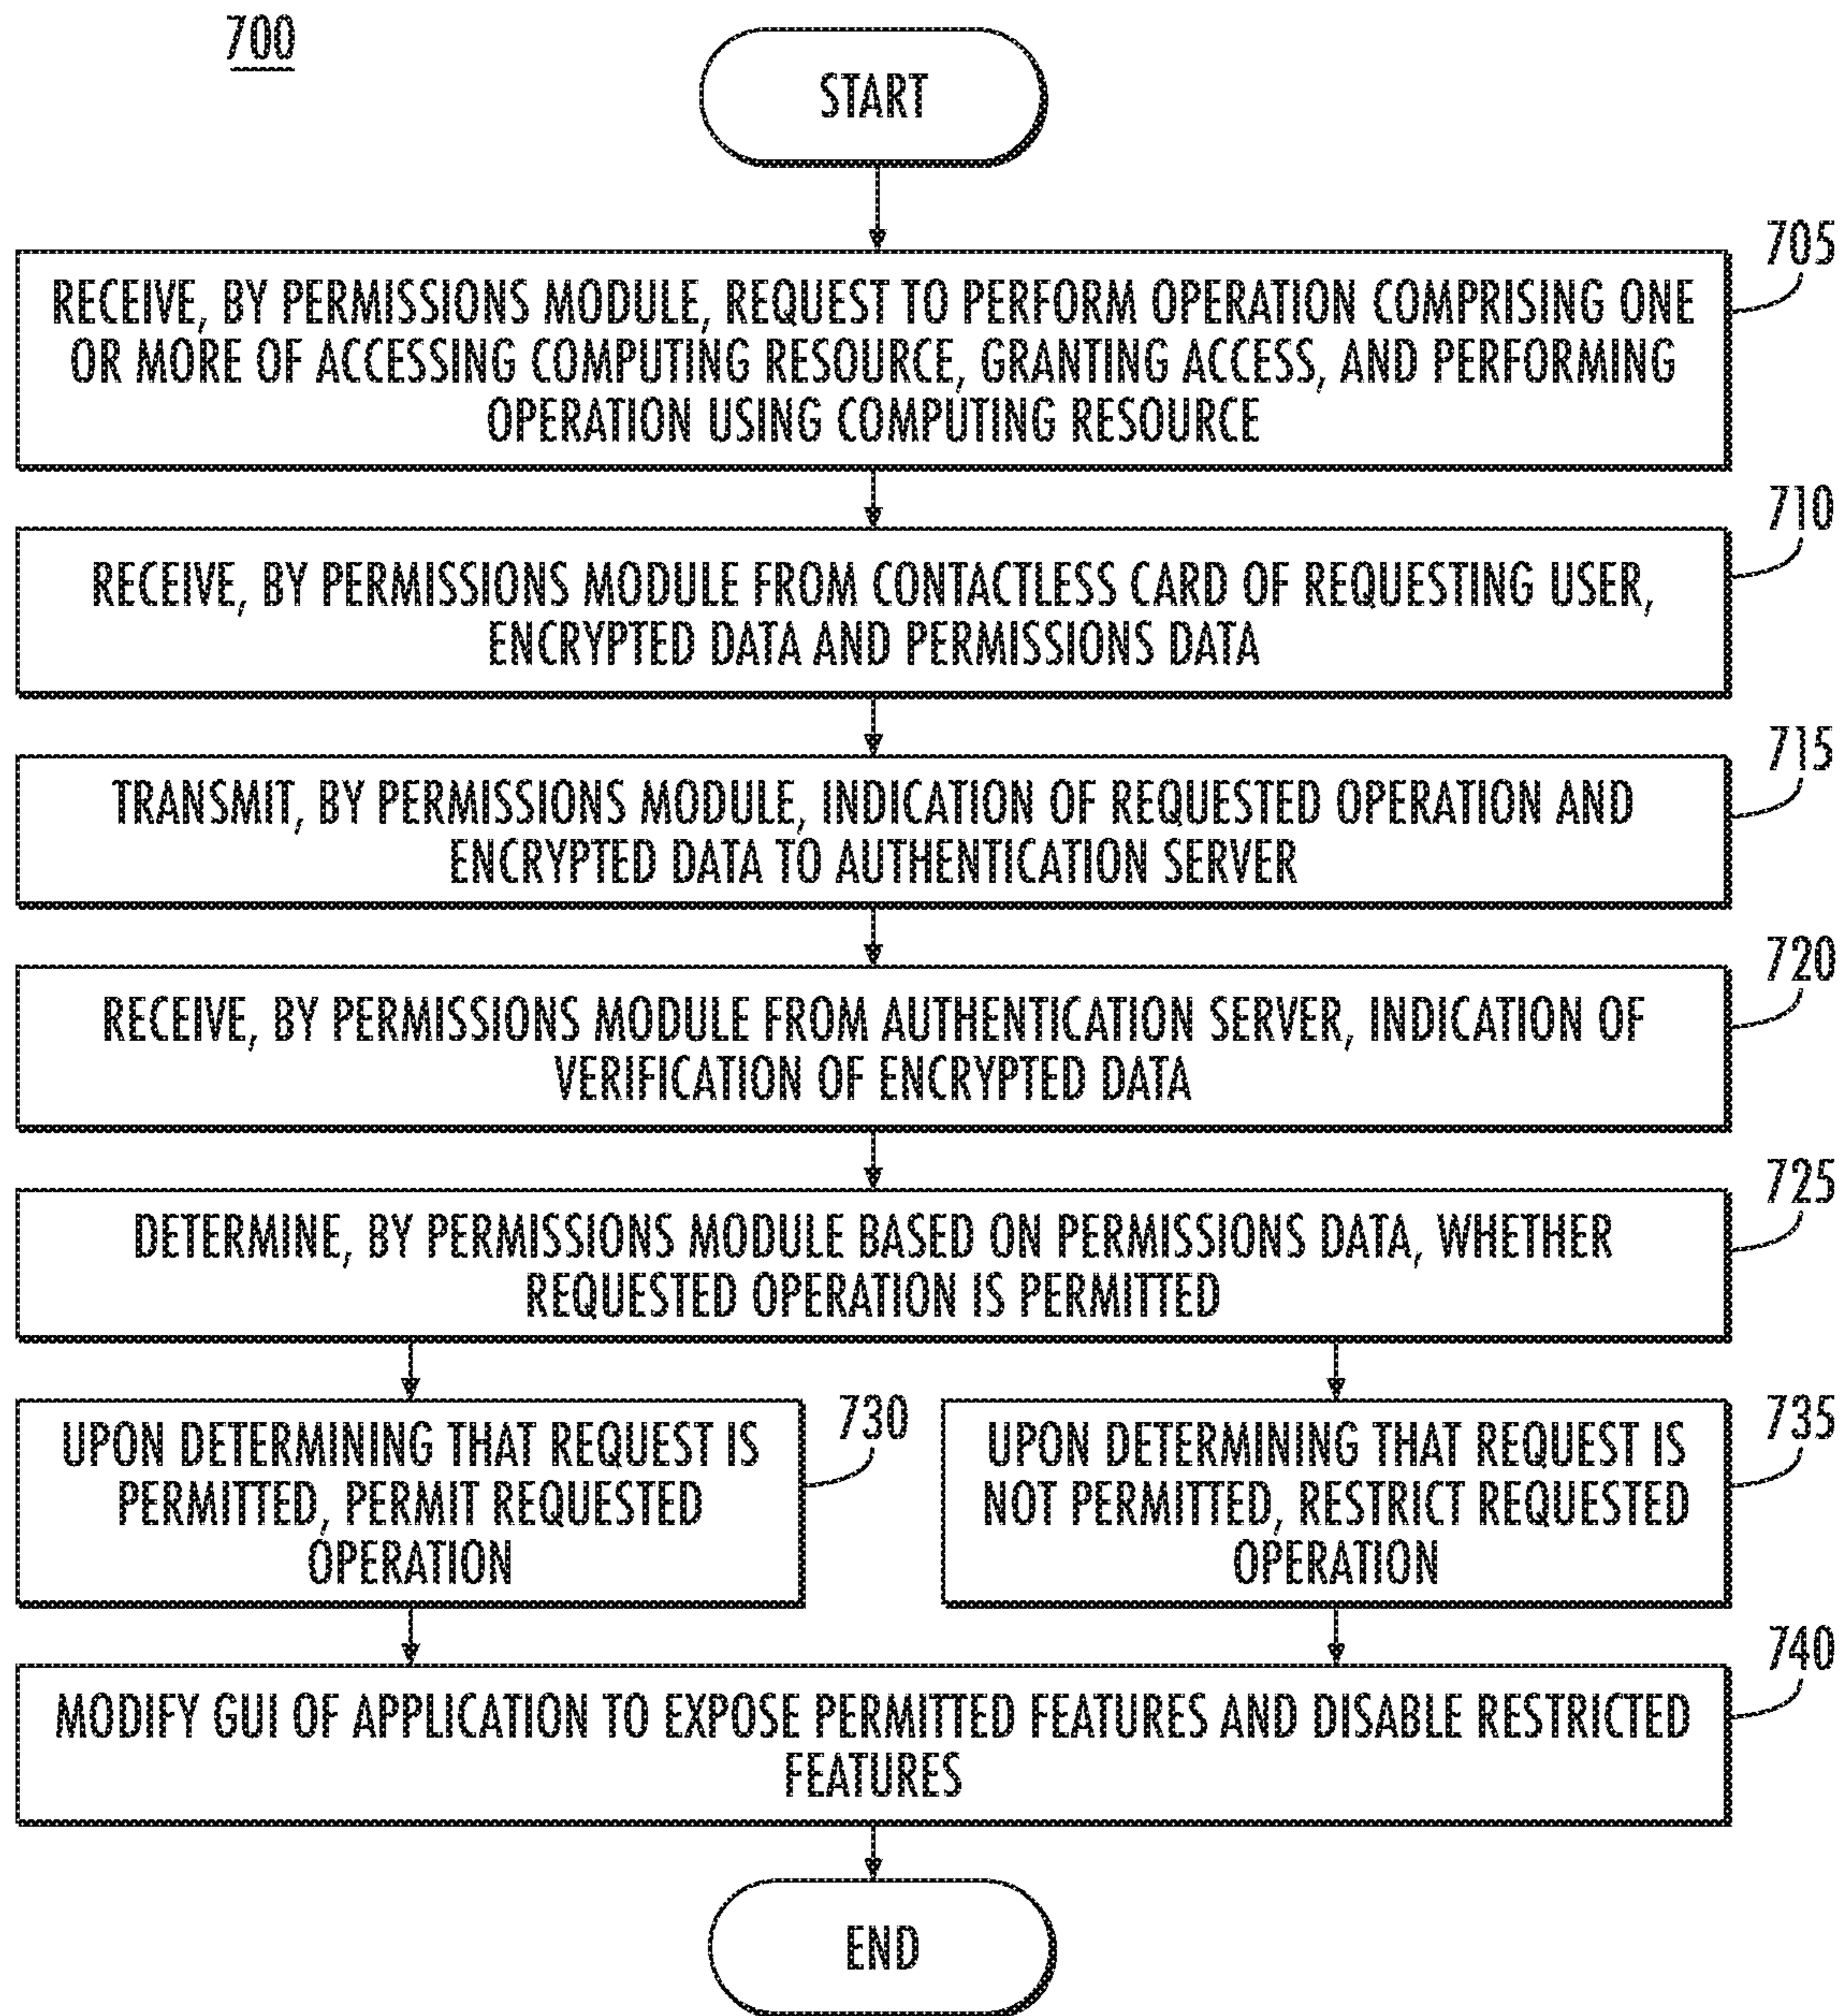 700
START
705
RECEIVE, BY PERMISSIONS MODULE, REQUEST TO PERFORM OPERATION COMPRISING ONE
OR MORE OF ACCESSING COMPUTING RESOURCE, GRANTING ACCESS, AND PERFORMING
OPERATION USING COMPUTING RESOURCE
710
RECEIVE, BY PERMISSIONS MODULE FROM CONTACTLESS CARD OF REQUESTING USER,
ENCRYPTED DATA AND PERMISSIONS DATA
715
TRANSMIT, BY PERMISSIONS MODULE, INDICATION OF REQUESTED OPERATION AND
ENCRYPTED DATA TO AUTHENTICATION SERVER
720
RECEIVE, BY PERMISSIONS MODULE FROM AUTHENTICATION SERVER, INDICATION OF
VERIFICATION OF ENCRYPTED DATA
725
DETERMINE, BY PERMISSIONS MODULE BASED ON PERMISSIONS DATA, WHETHER
REQUESTED OPERATION IS PERMITTED
730
UPON DETERMINING THAT REQUEST IS
PERMITTED, PERMIT REQUESTED
OPERATION
735
UPON DETERMINING THAT REQUEST IS
NOT PERMITTED, RESTRICT REQUESTED
OPERATION
740
MODIFY GUI OF APPLICATION TO EXPOSE PERMITTED FEATURES AND DISABLE RESTRICTED
FEATURES
END